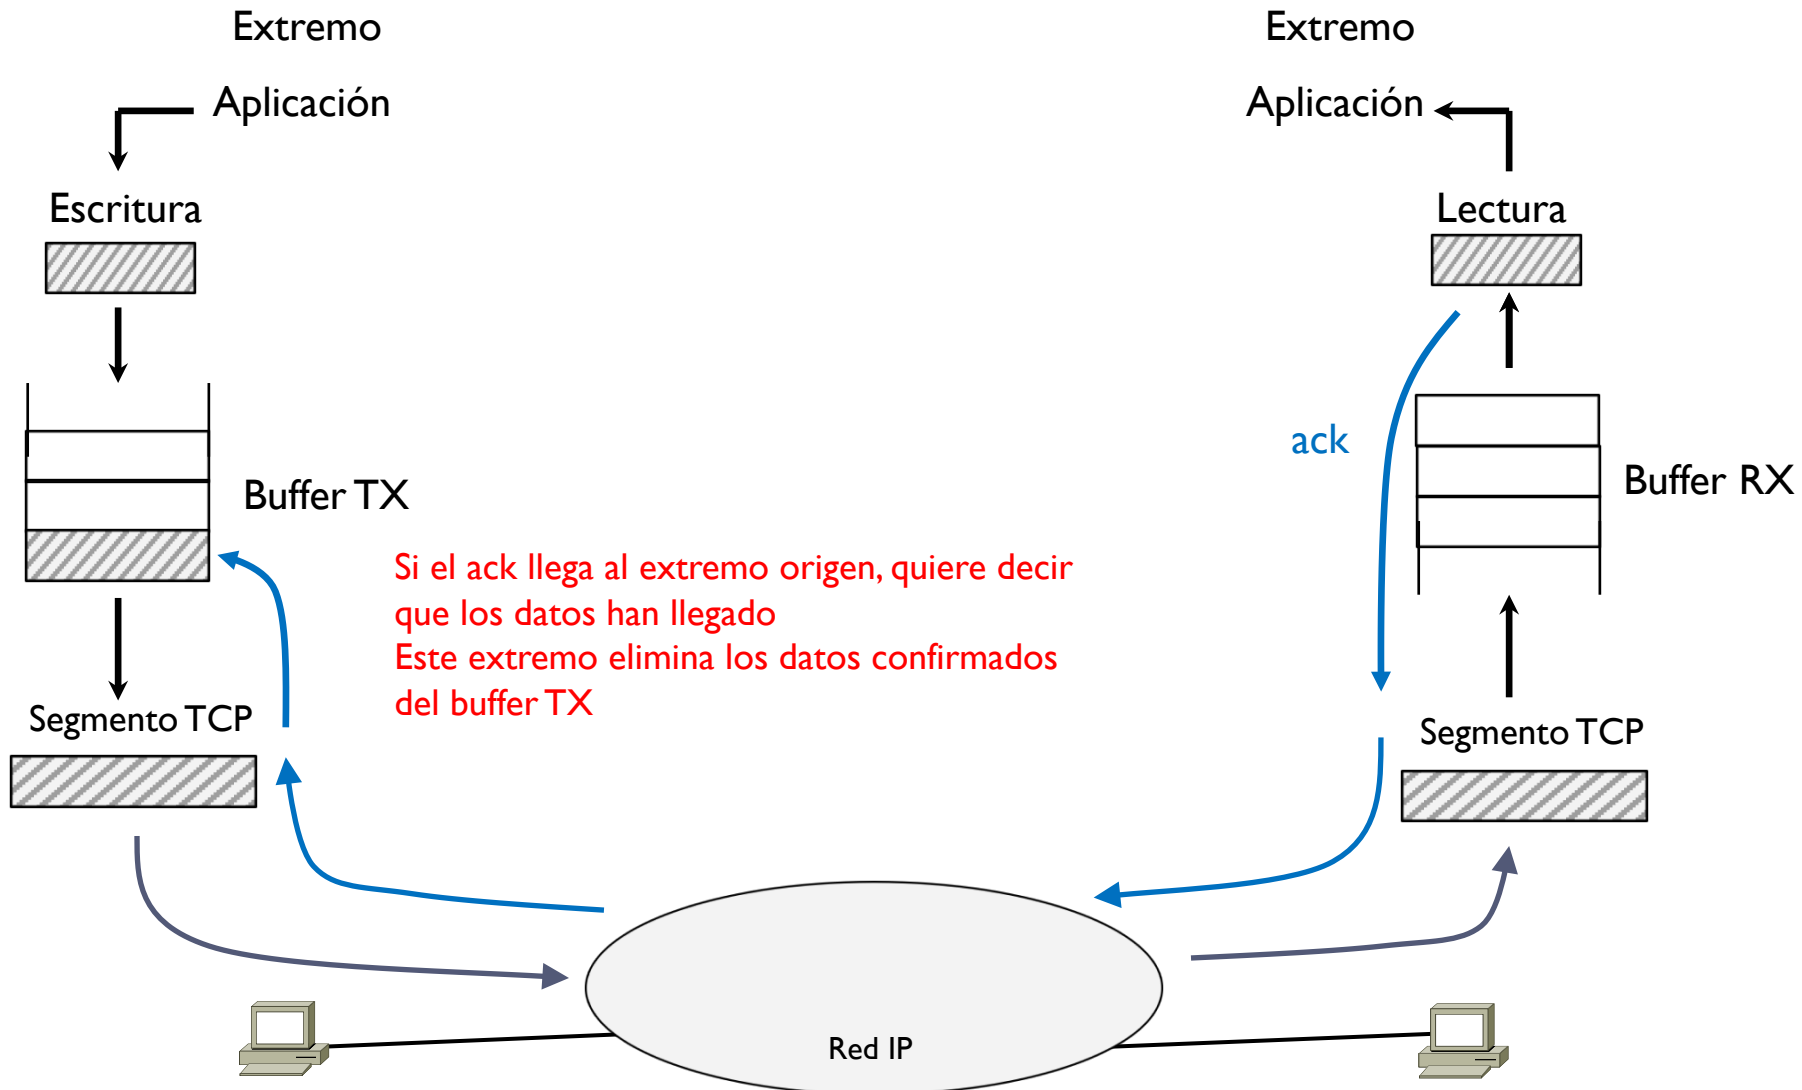 Extremo
Extremo
Aplicación
Aplicación
Escritura
Lectura
ack
Buffer TX
Buffer RX
Si el ack llega al extremo origen, quiere decir
que los datos han llegado
Este extremo elimina los datos confirmados
del buffer TX
Segmento TCP
Segmento TCP
Red IP